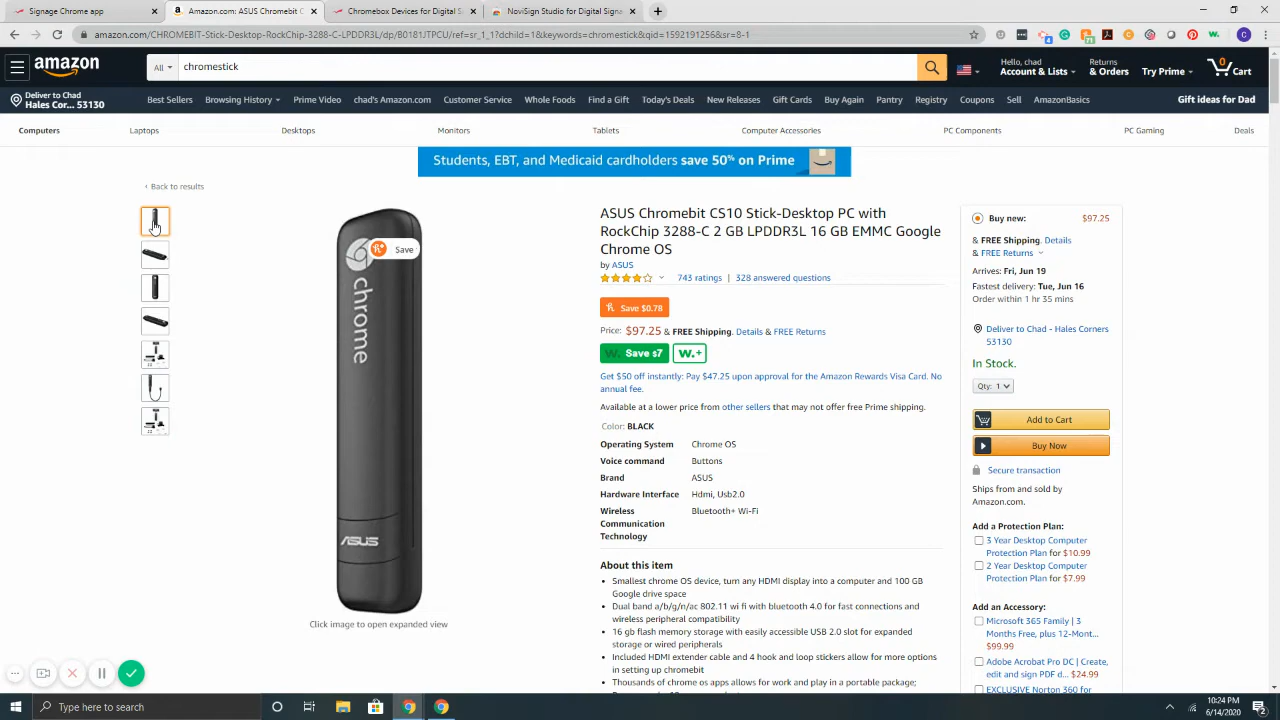 Signage Chrome app
Amazon.com: ASUS Chromebit C
Chromebox Devices for Digital S
NoviSign Studio for Digital Signa
amazon.com/CHROMEBIT-Stick-Desktop-RockChip-3288-C-LPDDR3L/dp/B0181JTPCU/ref=sr_1_1?dchild=1&keywords=chromestick&qid=1592191256&sr=8-1
amazon
All
chromestick
Hello, chad
Account & Lists
Returns
& Orders
Try Prime
0
Cart
Deliver to Chad
Hales Cor... 53130
Best Sellers Browsing History Prime Video chad's Amazon.com Customer Service Whole Foods Find a Gift Today's Deals New Releases Gift Cards Buy Again Pantry Registry Coupons Sell AmazonBasics
Gift ideas for Dad
Computers Laptops Desktops Monitors Tablets Computer Accessories PC Components PC Gaming Deals
Students, EBT, and Medicaid cardholders save 50% on Prime
‹ Back to results
Save
chrome
ASUS
Click image to open expanded view
ASUS Chromebit CS10 Stick-Desktop PC with
RockChip 3288-C 2 GB LPDDR3L 16 GB EMMC Google
Chrome OS
by ASUS
743 ratings | 328 answered questions
Save $0.78
Price: $97.25 & FREE Shipping. Details & FREE Returns
w. Save $7 w.+
Get $50 off instantly: Pay $47.25 upon approval for the Amazon Rewards Visa Card. No
annual fee.
Available at a lower price from other sellers that may not offer free Prime shipping.
Color: BLACK
Operating System Chrome OS
Voice command Buttons
Brand ASUS
Hardware Interface Hdmi, Usb2.0
Wireless Bluetooth+ Wi-Fi
Communication
Technology
About this item
• Smallest chrome OS device, turn any HDMI display into a computer and 100 GB
Google drive space
• Dual band a/b/g/n/ac 802.11 wi fi with bluetooth 4.0 for fast connections and
wireless peripheral compatibility
• 16 gb flash memory storage with easily accessible USB 2.0 slot for expanded
storage or wired peripherals
• Included HDMI extender cable and 4 hook and loop stickers allow for more options
in setting up chromebit
• Thousands of chrome os apps allows for work and play in a portable package;
Buy new: $97.25
& FREE Shipping. Details
& FREE Returns
Arrives: Fri, Jun 19
Fastest delivery: Tue, Jun 16
Order within 1 hr 35 mins
Deliver to Chad - Hales Corners
53130
In Stock.
Qty: 1
Add to Cart
Buy Now
Secure transaction
Ships from and sold by
Amazon.com.
Add a Protection Plan:
3 Year Desktop Computer
Protection Plan for $10.99
2 Year Desktop Computer
Protection Plan for $7.99
Add an Accessory:
Microsoft 365 Family | 3
Months Free, plus 12-Mont...
$99.99
Adobe Acrobat Pro DC | Create,
edit and sign PDF d... $24.99
EXCLUSIVE Norton 360 for
Type here to search
10:24 PM
6/14/2020
2